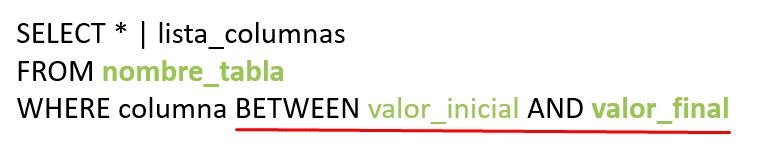 SELECT * | lista_columnas
FROM nombre_tabla
WHERE columna BETWEEN valor_inicial AND valor_final